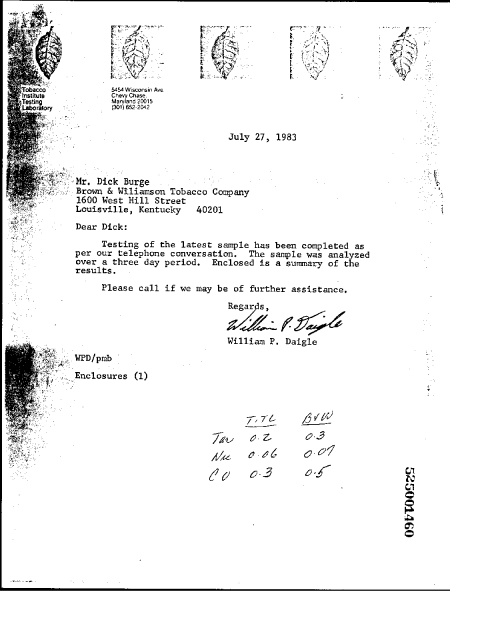 Tobacco
Institute
Testing
Laboratory
5454 Wisconsin Ave
Chevy Chase,
Maryland 20015
(301) 652-2042
July 27, 1983
Mr. Dick Burge
Brown & Wiliamson Tobacco Company
1600 West Hill Street
Louisville, Kentucky 40201
Dear Dick:
Testing of the latest sample has been completed as
per our telephone conversation. The sample was analyzed
over a three day period. Enclosed is a summary of the
results.
Please call if we may be of further assistance.
Regards,
William P. Daigle
William P. Daigle
WPD/pmb
Enclosures (1)
TITL B&W
Tar 0.2 0.3
Nic 0.06 0.07
CO 0.3 0.5
525001460